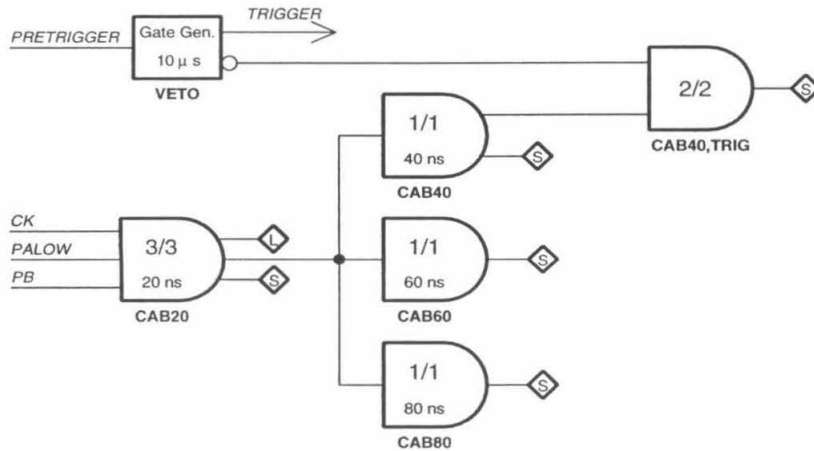 TRIGGER
PRETRIGGER
Gate Gen.
10 μ s
VETO
2/2
S
CAB40,TRIG
1/1
40 ns
S
CAB40
CK
PALOW
PB
3/3
20 ns
L
S
CAB20
1/1
60 ns
S
CAB60
1/1
80 ns
S
CAB80